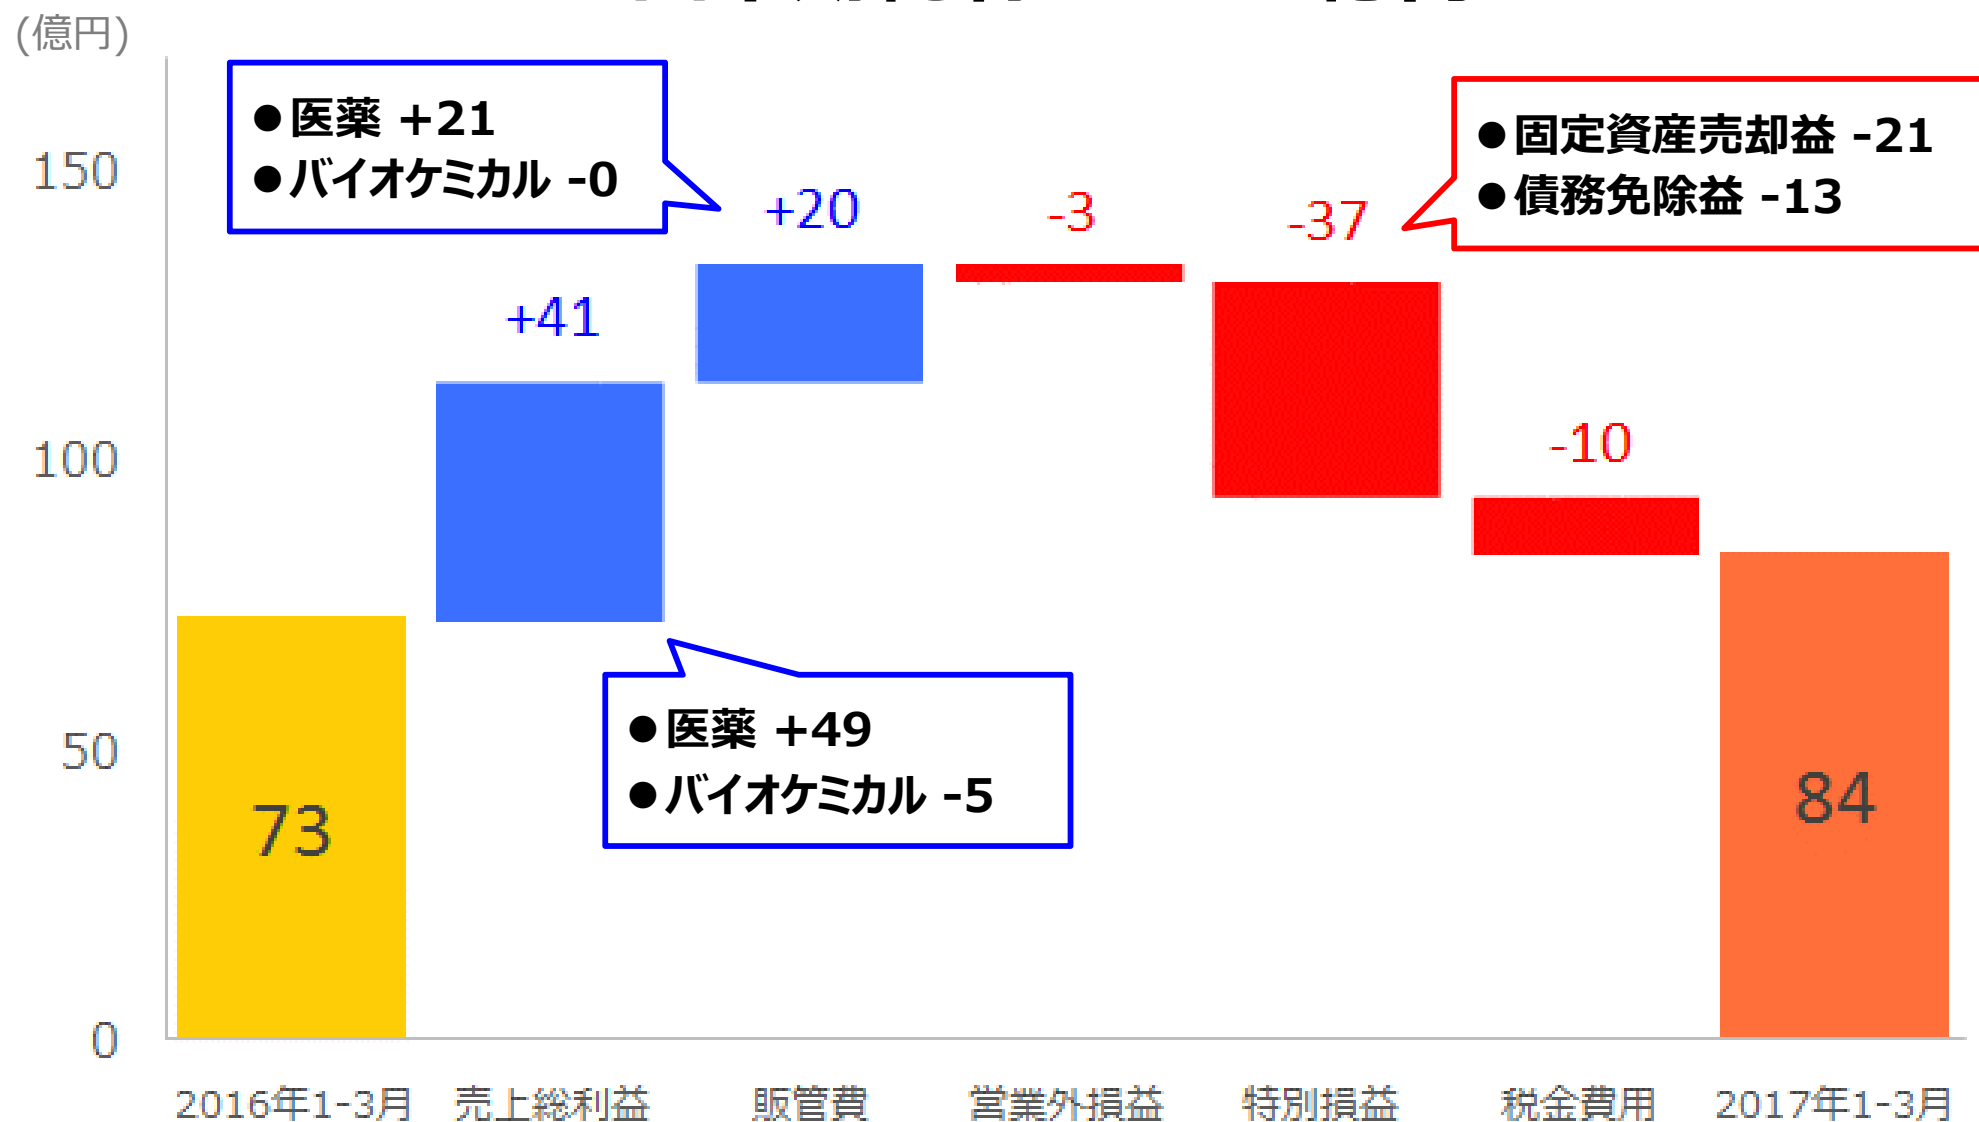 (億円)
●医薬 +21
●バイオケミカル -0
●固定資産売却益 -21
●債務免除益 -13
150
+20
-3
-37
+41
100
-10
50
●医薬 +49
●バイオケミカル -5
73
84
0
2016年1-3月 売上総利益 販管費 営業外損益 特別損益 税金費用 2017年1-3月